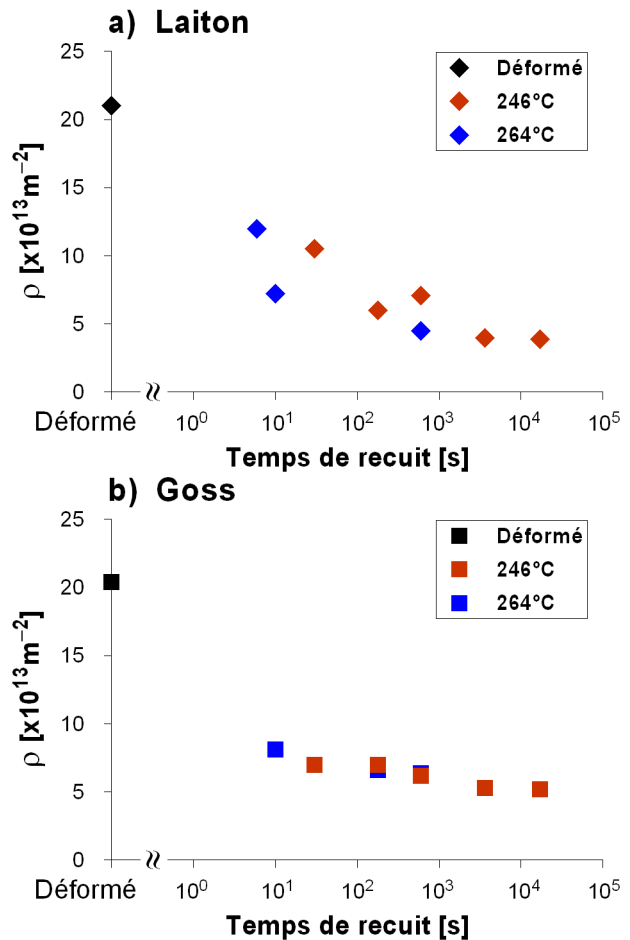 a) Laiton
25
20
15
10
5
0
ρ [x10¹³m⁻²]
Déformé
246°C
264°C
Déformé
10⁰
10¹
10²
10³
10⁴
10⁵
Temps de recuit [s]
b) Goss
25
20
15
10
5
0
ρ [x10¹³m⁻²]
Déformé
246°C
264°C
Déformé
10⁰
10¹
10²
10³
10⁴
10⁵
Temps de recuit [s]